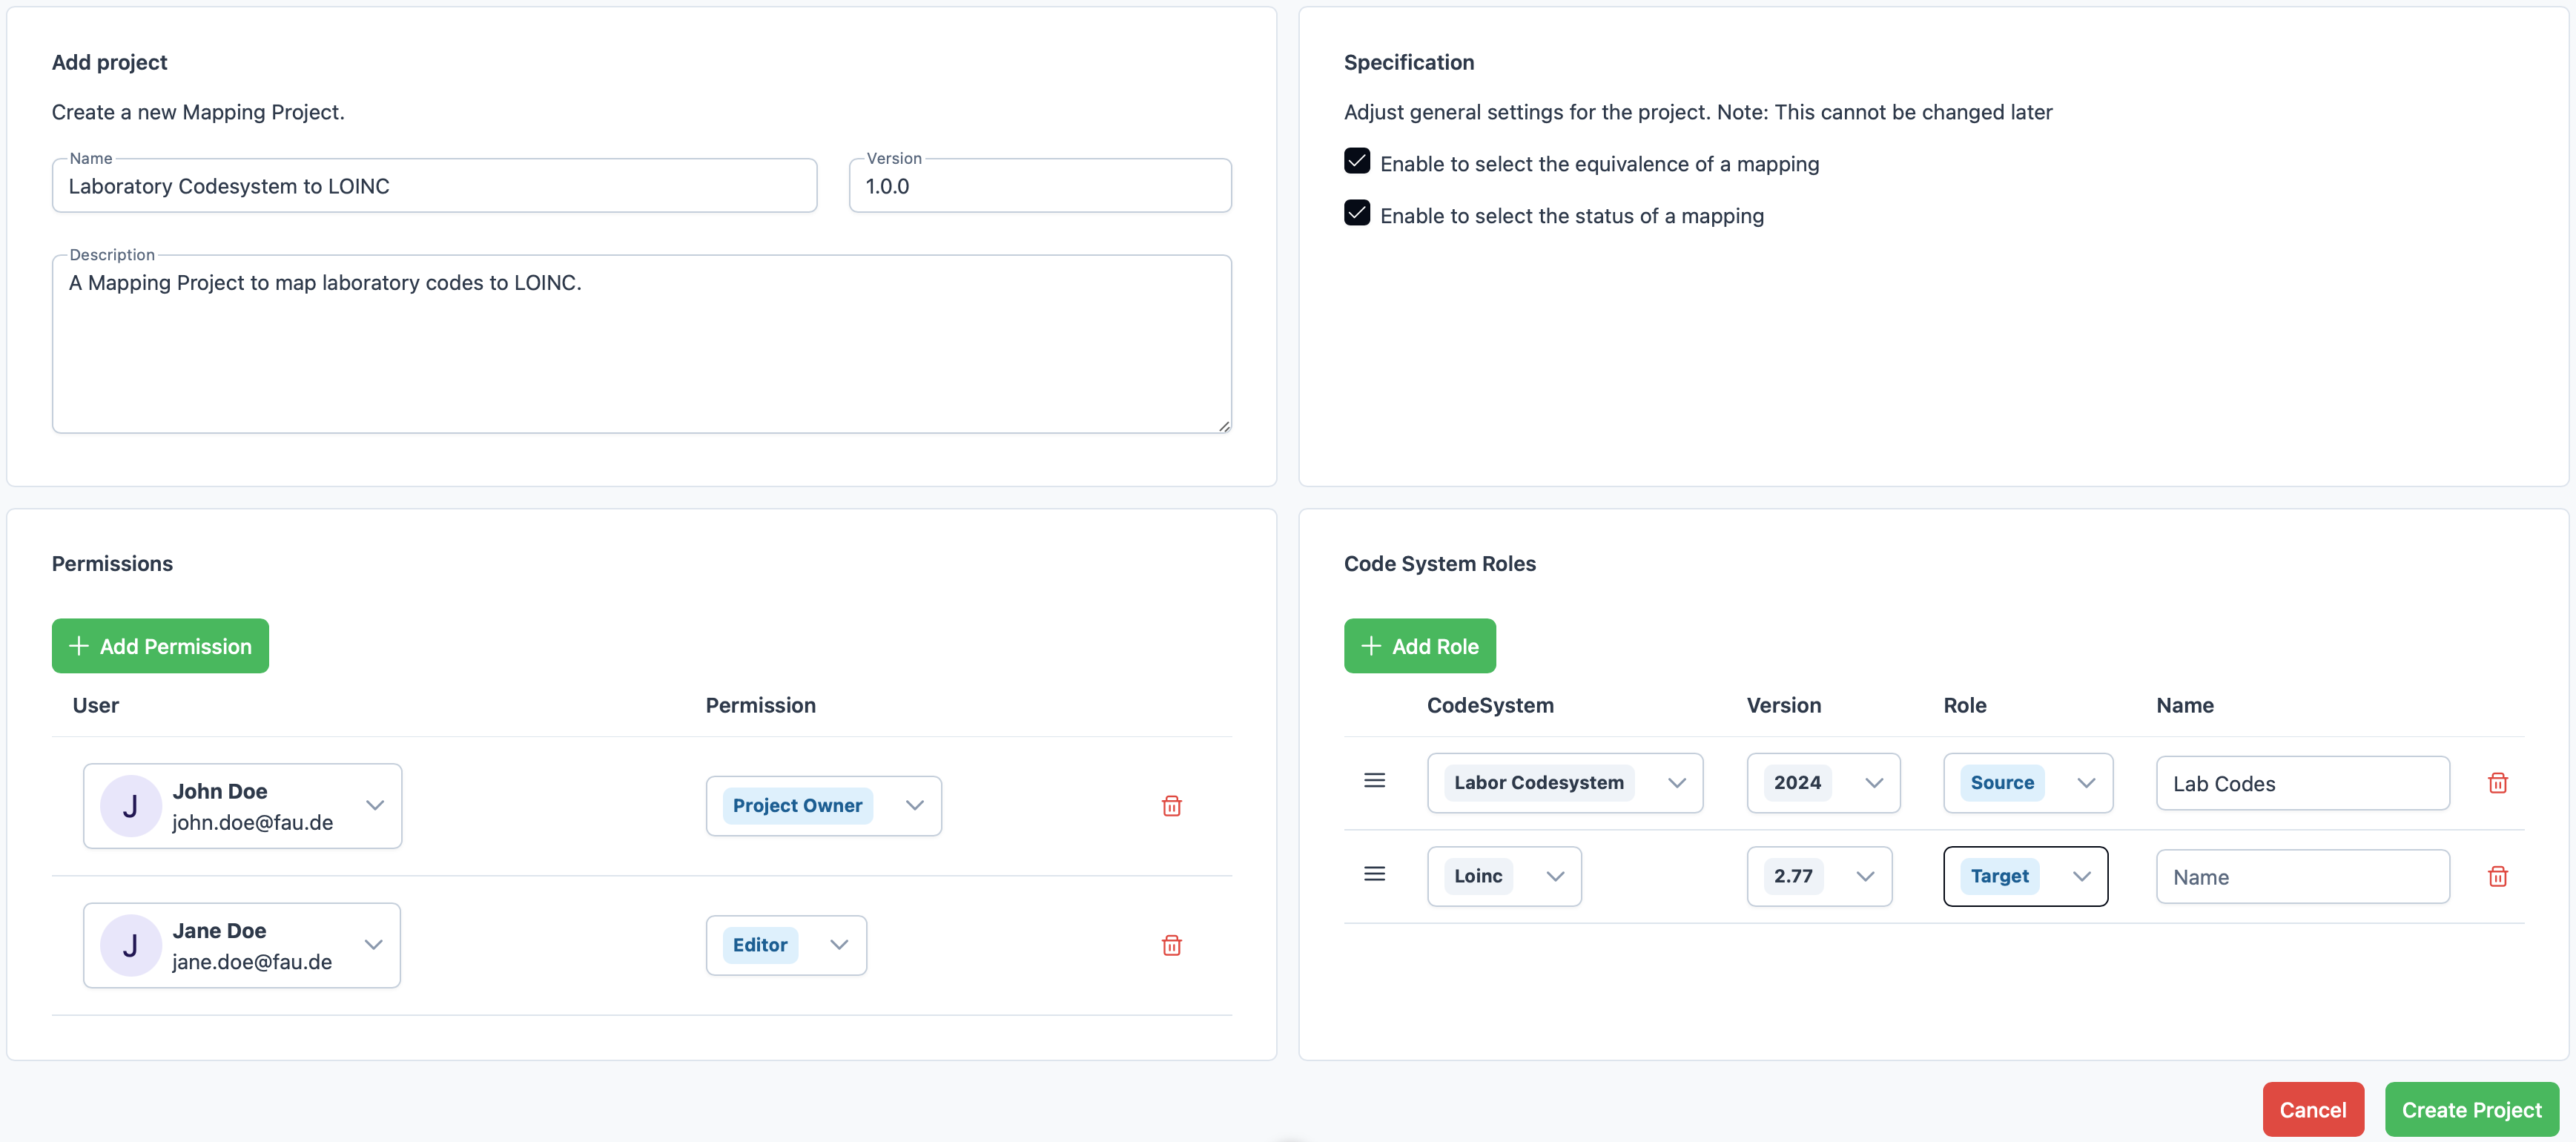 Add project
Create a new Mapping Project.
Name
Laboratory Codesystem to LOINC
Version
1.0.0
Description
A Mapping Project to map laboratory codes to LOINC.
Specification
Adjust general settings for the project. Note: This cannot be changed later
Enable to select the equivalence of a mapping
Enable to select the status of a mapping
Permissions
Add Permission
User Permission
J John Doe
john.doe@fau.de
Project Owner
J Jane Doe
jane.doe@fau.de
Editor
Code System Roles
Add Role
CodeSystem Version Role Name
Labor Codesystem 2024 Source Lab Codes
Loinc 2.77 Target Name
Cancel Create Project